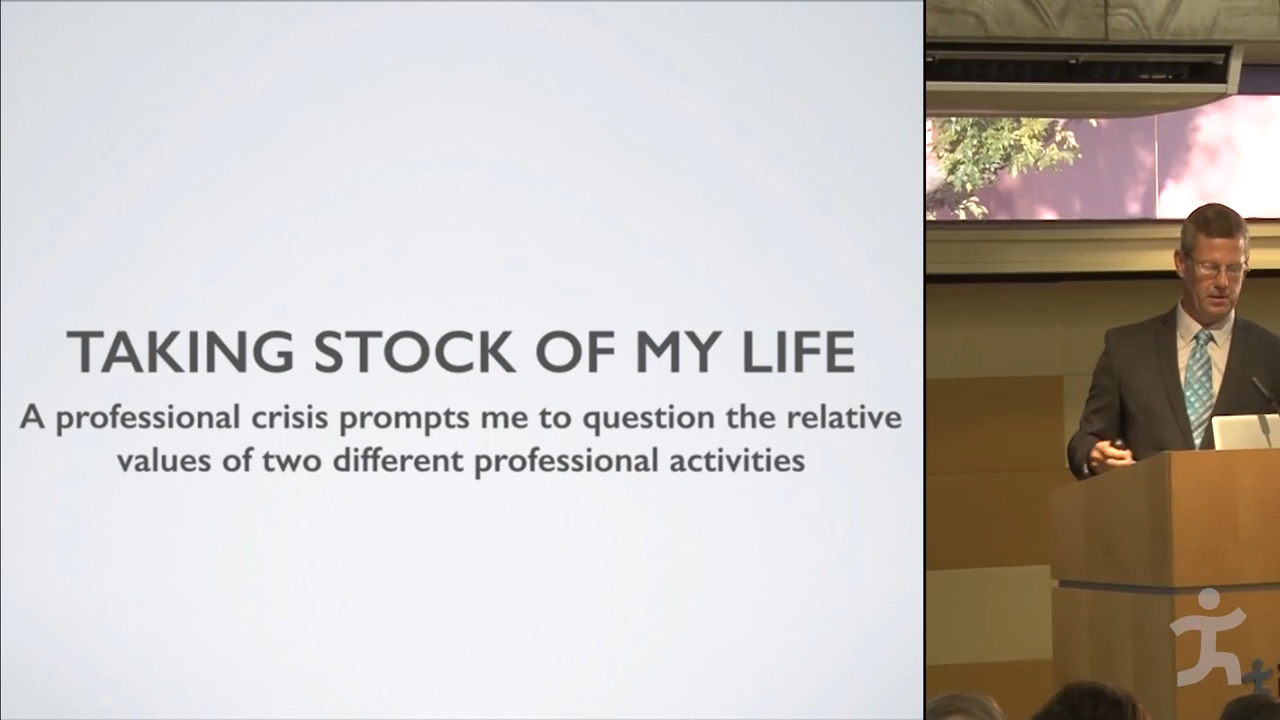 TAKING STOCK OF MY LIFE
A professional crisis prompts me to question the relative
values of two different professional activities